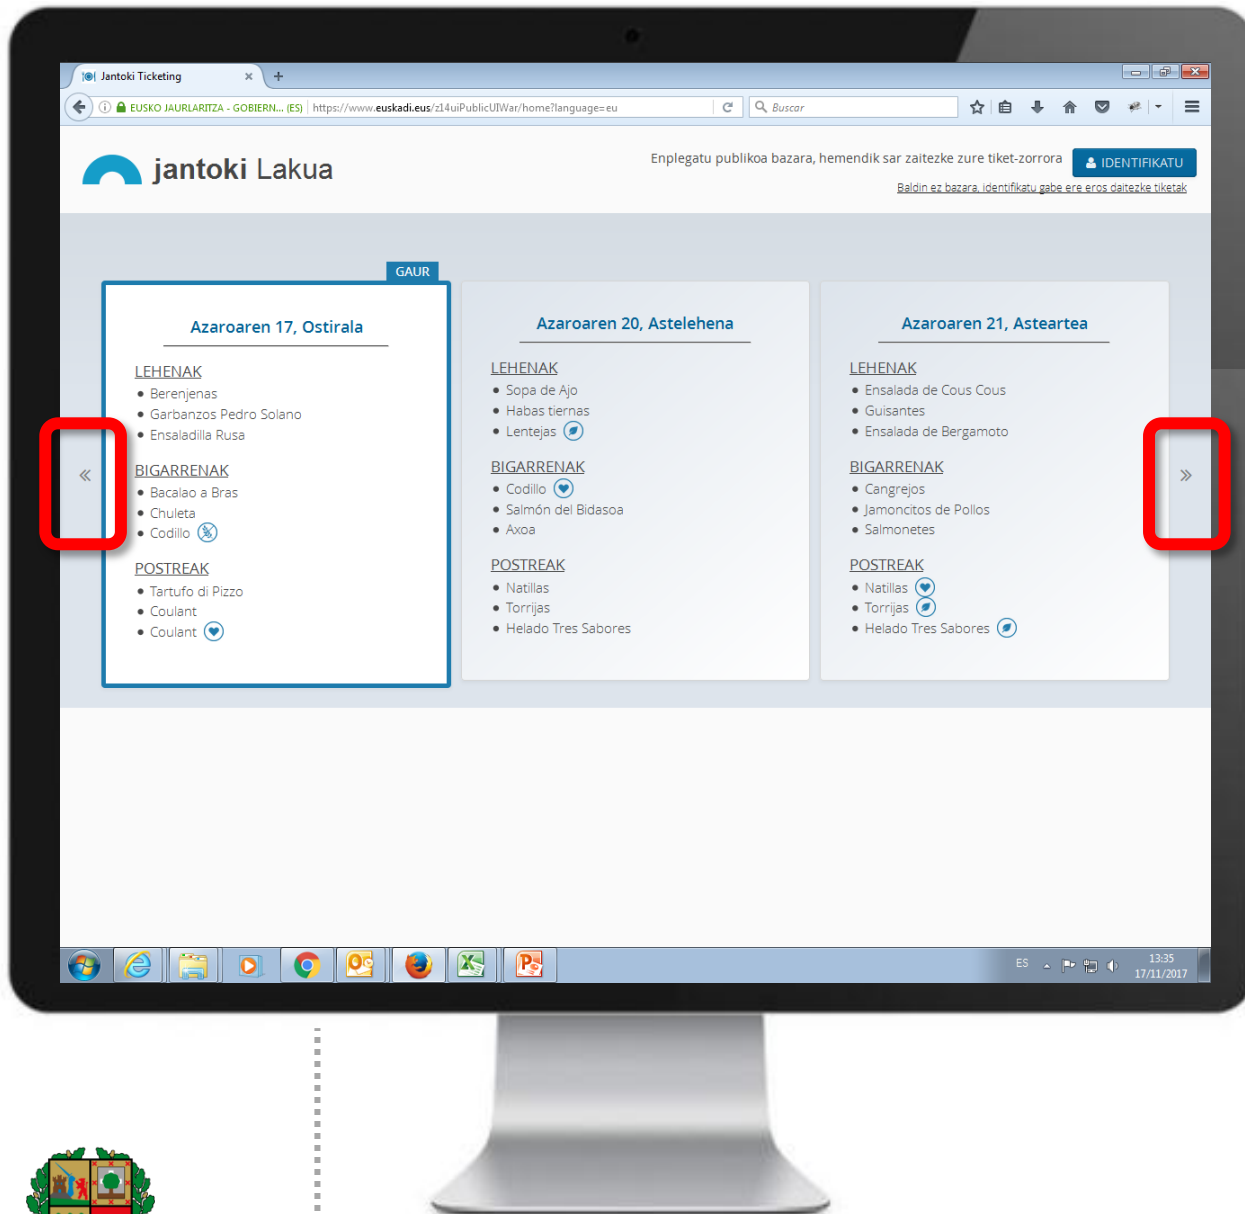 Jantoki Ticketing
EUSKO JAURLARITZA - GOBIERN... (ES) https://www.euskadi.eus/z14uiPublicUIWar/home?language=eu
Buscar
jantoki Lakua
Enplegatu publikoa bazara, hemendik sar zaitezke zure tiket-zorrora
IDENTIFIKATU
Baldin ez bazara, identifikatu gabe ere eros daitezke tiketak
GAUR
Azaroaren 17, Ostirala
LEHENAK
Berenjenas
Garbanzos Pedro Solano
Ensaladilla Rusa
BIGARRENAK
Bacalao a Bras
Chuleta
Codillo
POSTREAK
Tartufo di Pizzo
Coulant
Coulant
Azaroaren 20, Astelehena
LEHENAK
Sopa de Ajo
Habas tiernas
Lentejas
BIGARRENAK
Codillo
Salmón del Bidasoa
Axoa
POSTREAK
Natillas
Torrijas
Helado Tres Sabores
Azaroaren 21, Asteartea
LEHENAK
Ensalada de Cous Cous
Guisantes
Ensalada de Bergamoto
BIGARRENAK
Cangrejos
Jamoncitos de Pollos
Salmonetes
POSTREAK
Natillas
Torrijas
Helado Tres Sabores
ES
13:35
17/11/2017